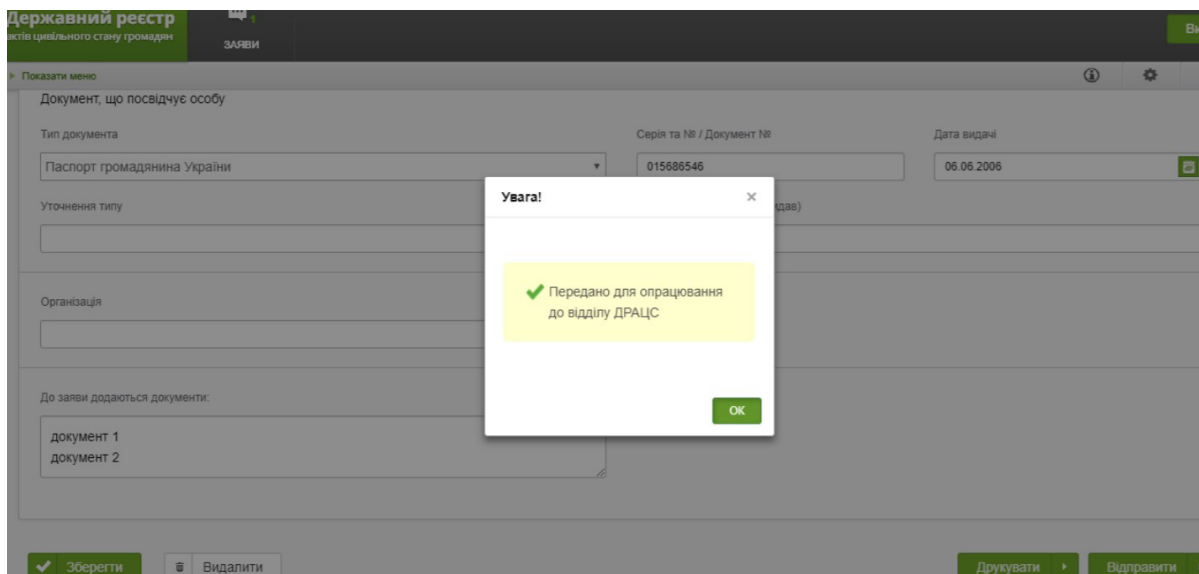 Державний реєстр
актів цивільного стану громадян
1
ЗАЯВИ
Показати меню
Документ, що посвідчує особу
Тип документа
Серія та № / Документ №
Дата видачі
Паспорт громадянина України
015686546
06.06.2006
Уточнення типу
Увага!
×
Передано для опрацювання
до відділу ДРАЦС
OK
Організація
До заяви додаються документи:
документ 1
документ 2
Зберегти
Видалити
Друкувати
Відправити